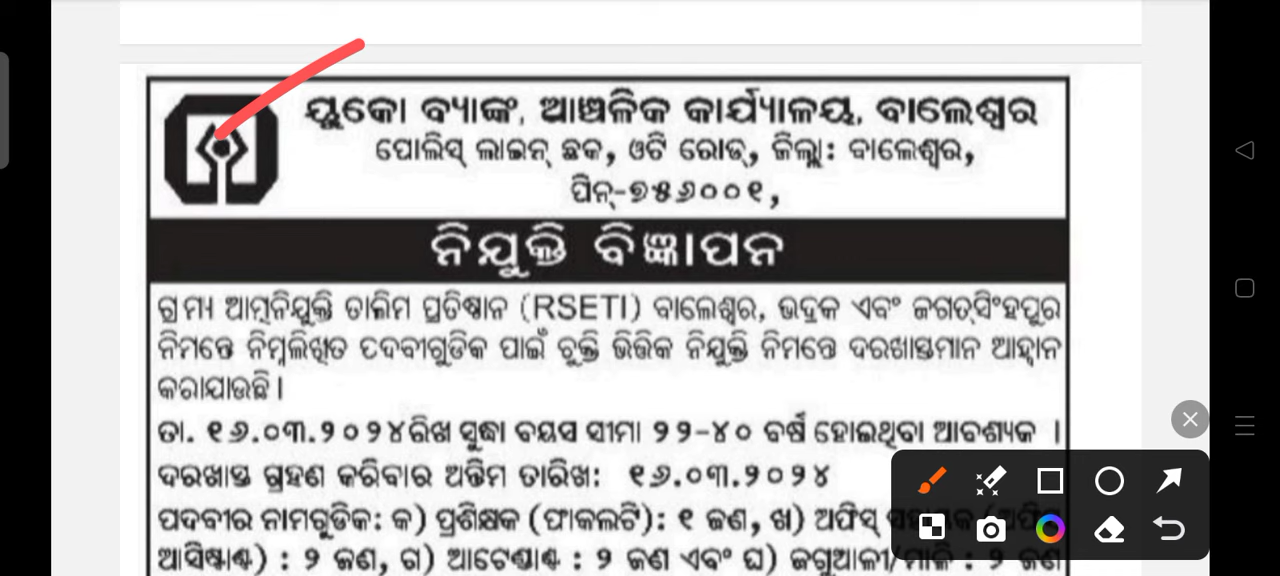 ୟୁକୋ ବ୍ୟାଙ୍କ, ଆଞ୍ଚଳିକ କାର୍ଯ୍ୟାଳୟ, ବାଲେଶ୍ୱର
ପୋଲିସ୍ ଲାଇନ୍ ଛକ, ଓଟି ରୋଡ୍, ଜିଲ୍ଲା: ବାଲେଶ୍ୱର,
ପିନ୍-୭୫୬୦୦୧,
ନିଯୁକ୍ତି ବିଜ୍ଞାପନ
ଗ୍ରାମ୍ୟ ଆତ୍ମନିଯୁକ୍ତି ତାଲିମ ପ୍ରତିଷ୍ଠାନ (RSETI) ବାଲେଶ୍ୱର, ଭଦ୍ରକ ଏବଂ ଜଗତ୍‌ସିଂହପୁର
ନିମନ୍ତେ ନିମ୍ନଲିଖିତ ପଦବୀଗୁଡିକ ପାଇଁ ଚୁକ୍ତି ଭିତ୍ତିକ ନିଯୁକ୍ତି ନିମନ୍ତେ ଦରଖାସ୍ତମାନ ଆହ୍ୱାନ
କରାଯାଉଛି।
ତା. ୧୬.୦୩.୨୦୨୪ରିଖ ସୁଦ୍ଧା ବୟସ ସୀମା ୨୨-୪୦ ବର୍ଷ ହୋଇଥିବା ଆବଶ୍ୟକ ।
ଦରଖାସ୍ତ ଗ୍ରହଣ କରିବାର ଅନ୍ତିମ ତାରିଖ: ୧୬.୦୩.୨୦୨୪
ପଦବୀର ନାମଗୁଡିକ: କ) ପ୍ରଶିକ୍ଷକ (ଫାକଲଟି): ୧ ଜଣ, ଖ) ଅଫିସ୍
ଆସିଷ୍ଟାଣ୍ଟ) : ୨ ଜଣ, ଗ) ଆଟେଣ୍ଡାଣ୍ଟ : ୨ ଜଣ ଏବଂ ଘ) ଜଗୁଆଳୀ/ମାଳି : ୨ ଜଣ